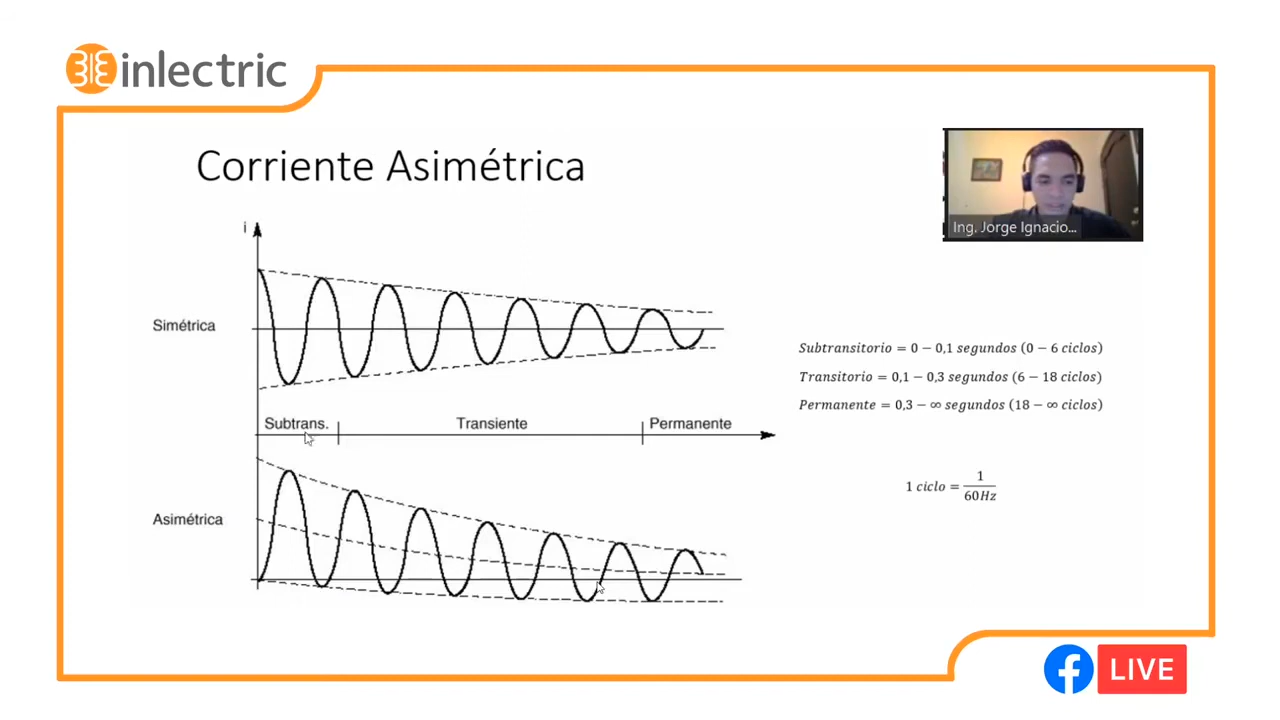 inlectric
Corriente Asimétrica
Ing. Jorge Ignacio...
i
Simétrica
Subtrans.
Transiente
Permanente
Asimétrica
Subtransitorio = 0 − 0,1 segundos (0 − 6 ciclos)
Transitorio = 0,1 − 0,3 segundos (6 − 18 ciclos)
Permanente = 0,3 − ∞ segundos (18 − ∞ ciclos)
1 ciclo = 1/60Hz
LIVE